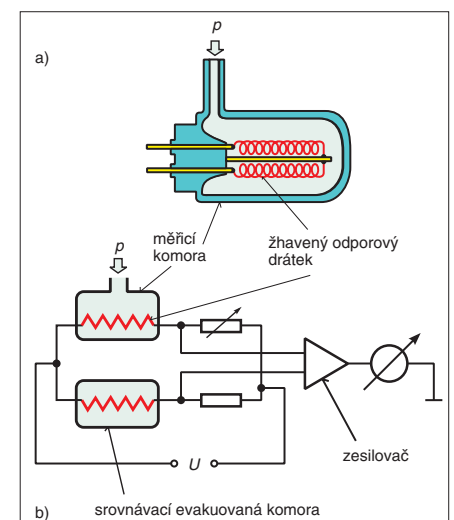 p
a)
měřicí
komora
žhavený odporový
drátek
p
zesilovač
U
srovnávací evakuovaná komora
b)